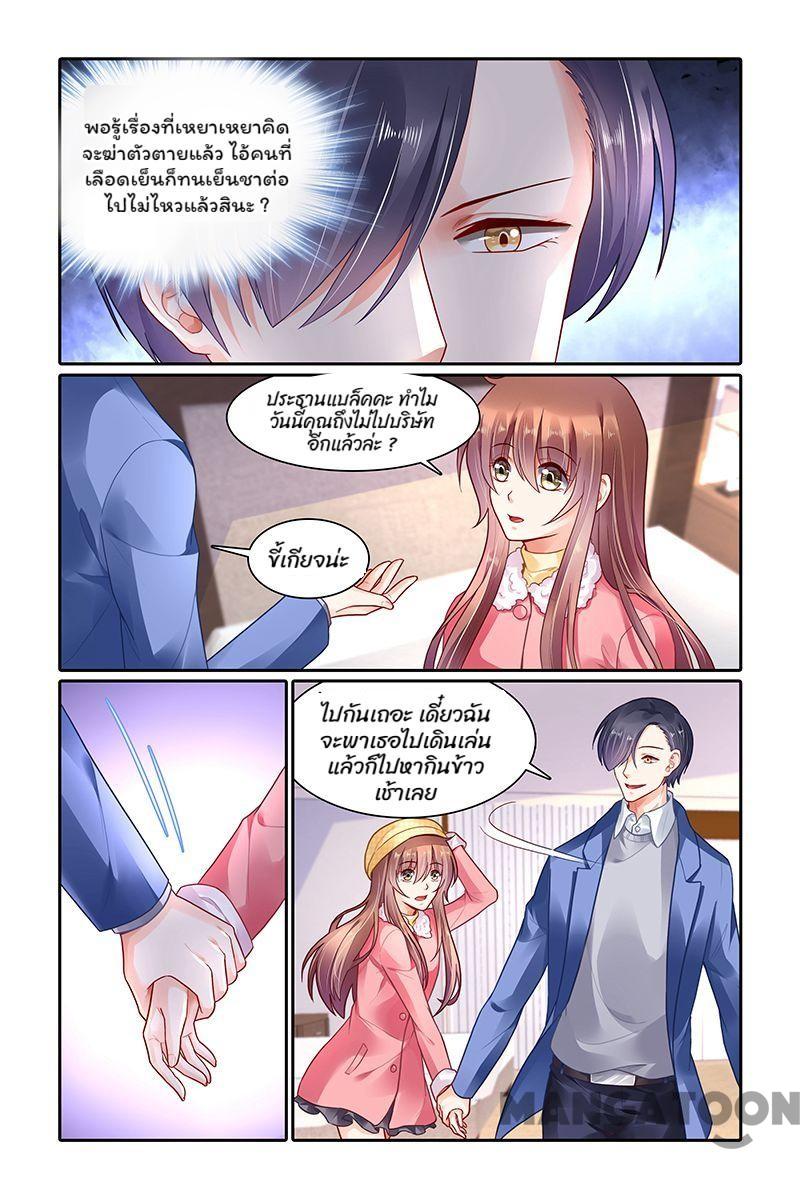 พอรู้เรื่องที่เหยาเหยาคิด
จะฆ่าตัวตายแล้ว ไอ้คนที่
เลือดเย็นก็ทนเย็นชาต่อ
ไปไม่ไหวแล้วสินะ ?
ประธานแบล็คคะ ทำไม
วันนี้คุณถึงไม่ไปบริษัท
อีกแล้วล่ะ ?
ขี้เกียจน่ะ
ไปกันเถอะ เดี๋ยวฉัน
จะพาเธอไปเดินเล่น
แล้วก็ไปหากินข้าว
เช้าเลย
MANGATOON